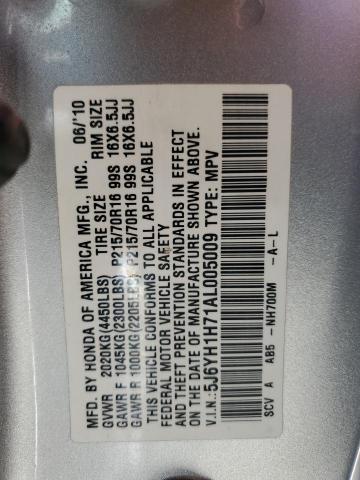 MFD. BY HONDA OF AMERICA MFG., INC. 06/'10
GVWR 2020KG(4450LBS) TIRE SIZE RIM SIZE
GAWR F 1045KG(2300LBS) P215/70R16 99S 16X6.5JJ
GAWR R 1000KG(2205LBS) P215/70R16 99S 16X6.5JJ
THIS VEHICLE CONFORMS TO ALL APPLICABLE
FEDERAL MOTOR VEHICLE SAFETY
AND THEFT PREVENTION STANDARDS IN EFFECT
ON THE DATE OF MANUFACTURE SHOWN ABOVE.
V.I.N.:5J6YH1H71AL005009 TYPE: MPV
SCV A AB5 -NH700M -A-L